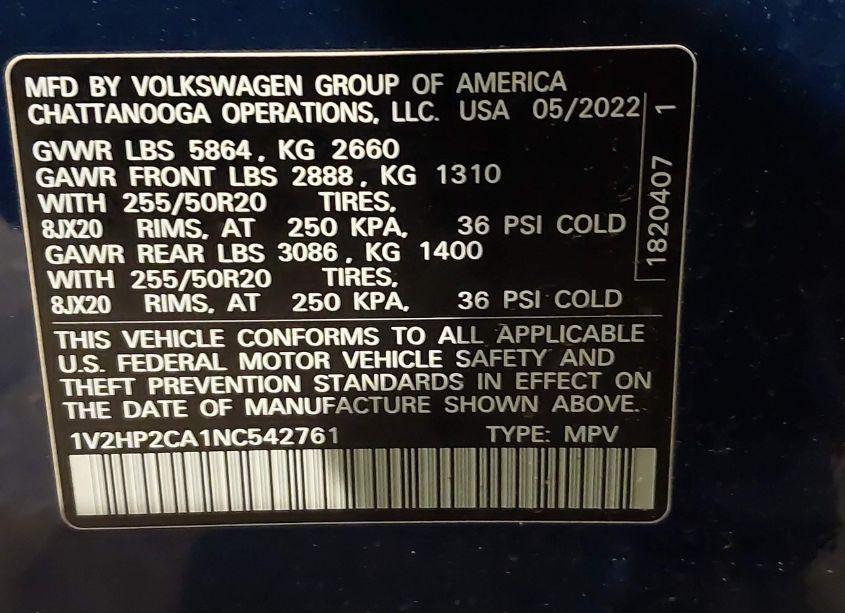 MFD BY VOLKSWAGEN GROUP OF AMERICA
CHATTANOOGA OPERATIONS, LLC. USA 05/2022
GVWR LBS 5864, KG 2660
GAWR FRONT LBS 2888, KG 1310
WITH 255/50R20 TIRES,
8JX20 RIMS, AT 250 KPA, 36 PSI COLD
GAWR REAR LBS 3086, KG 1400
WITH 255/50R20 TIRES,
8JX20 RIMS, AT 250 KPA, 36 PSI COLD
THIS VEHICLE CONFORMS TO ALL APPLICABLE
U.S. FEDERAL MOTOR VEHICLE SAFETY AND
THEFT PREVENTION STANDARDS IN EFFECT ON
THE DATE OF MANUFACTURE SHOWN ABOVE.
1V2HP2CA1NC542761 TYPE: MPV
1820407 1